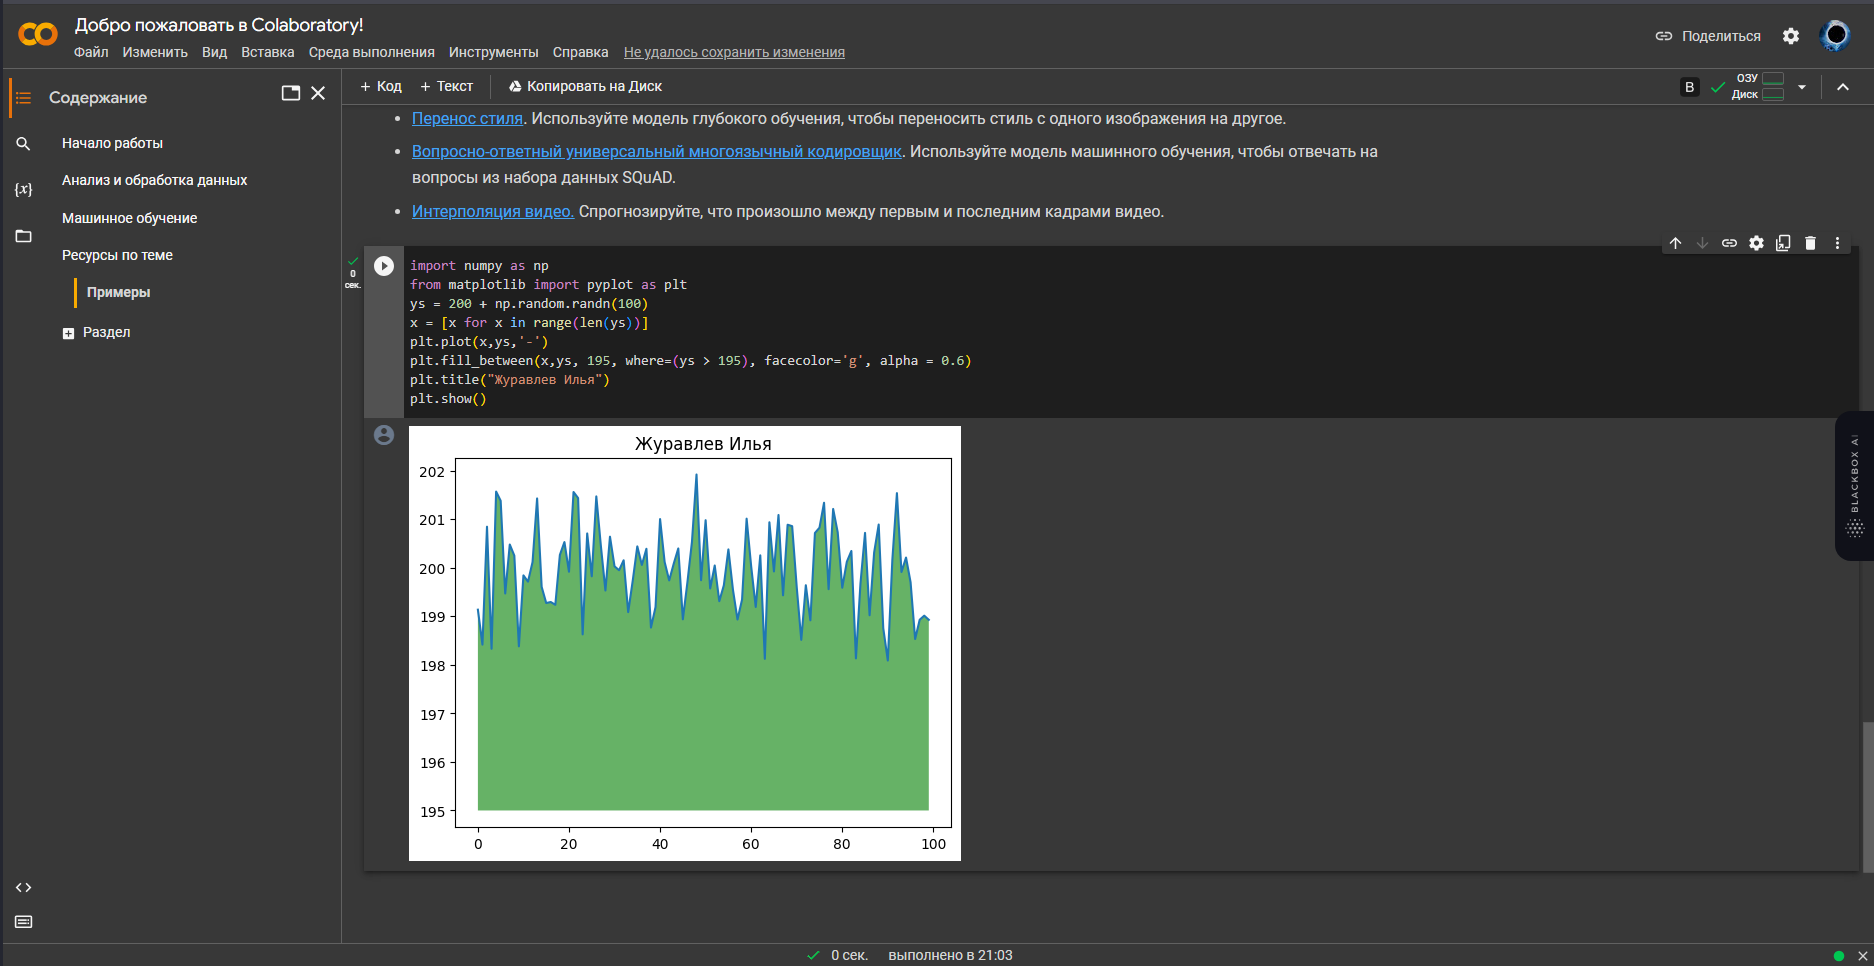 Добро пожаловать в Colaboratory!
Файл Изменить Вид Вставка Среда выполнения Инструменты Справка Не удалось сохранить изменения
Поделиться
+ Код + Текст Копировать на Диск
B
ОЗУ
Диск
Содержание
Начало работы
Анализ и обработка данных
Машинное обучение
Ресурсы по теме
Примеры
Раздел
{x}
• Перенос стиля. Используйте модель глубокого обучения, чтобы переносить стиль с одного изображения на другое.
• Вопросно-ответный универсальный многоязычный кодировщик. Используйте модель машинного обучения, чтобы отвечать на
вопросы из набора данных SQuAD.
• Интерполяция видео. Спрогнозируйте, что произошло между первым и последним кадрами видео.
0
сек.
import numpy as np
from matplotlib import pyplot as plt
ys = 200 + np.random.randn(100)
x = [x for x in range(len(ys))]
plt.plot(x,ys,'-')
plt.fill_between(x,ys, 195, where=(ys > 195), facecolor='g', alpha = 0.6)
plt.title("Журавлев Илья")
plt.show()
Журавлев Илья
202
201
200
199
198
197
196
195
0 20 40 60 80 100
BLACKBOX AI
0 сек. выполнено в 21:03